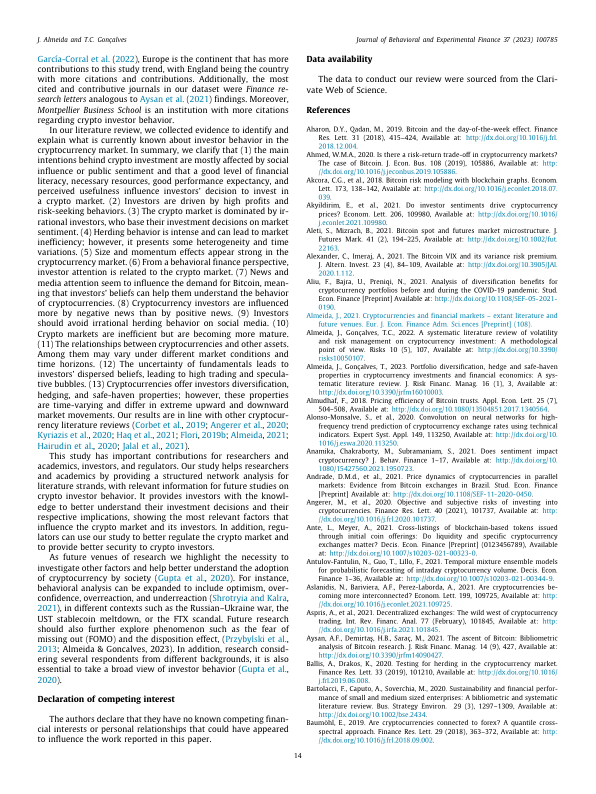 J. Almeida and T.C. Gonçalves
Journal of Behavioral and Experimental Finance 37 (2023) 100785
García-Corral et al. (2022), Europe is the continent that has more
contributions to this study trend, with England being the country
with more citations and contributions. Additionally, the most
cited and contributive journals in our dataset were Finance re-
search letters analogous to Aysan et al. (2021) findings. Moreover,
Montpellier Business School is an institution with more citations
regarding crypto investor behavior.
In our literature review, we collected evidence to identify and
explain what is currently known about investor behavior in the
cryptocurrency market. In summary, we clarify that (1) the main
intentions behind crypto investment are mostly affected by social
influence and public sentiment and that a good level of financial
literacy, necessary resources, good performance expectancy, and
perceived usefulness influence investors' decision to invest in
a crypto market. (2) Investors are driven by high profits and
risk-seeking behaviors. (3) The crypto market is dominated by ir-
rational investors, who base their investment decisions on market
sentiment. (4) Herding behavior is intense and can lead to market
inefficiency; however, it presents some heterogeneity and time
variations. (5) Size and momentum effects appear strong in the
cryptocurrency market. (6) From a behavioral finance perspective,
investor attention is related to the crypto market. (7) News and
media attention seem to influence the demand for Bitcoin, mean-
ing that investors' beliefs can help them understand the behavior
of cryptocurrencies. (8) Cryptocurrency investors are influenced
more by negative news than by positive news. (9) Investors
should avoid irrational herding behavior on social media. (10)
Crypto markets are inefficient but are becoming more mature.
(11) The relationships between cryptocurrencies and other assets.
Among them may vary under different market conditions and
time horizons. (12) The uncertainty of fundamentals leads to
investors' dispersed beliefs, leading to high trading and specula-
tive bubbles. (13) Cryptocurrencies offer investors diversification,
hedging, and safe-haven properties; however, these properties
are time-varying and differ in extreme upward and downward
market movements. Our results are in line with other cryptocur-
rency literature reviews (Corbet et al., 2019; Angerer et al., 2020;
Kyriazis et al., 2020; Haq et al., 2021; Flori, 2019b; Almeida, 2021;
Hairudin et al., 2020; Jalal et al., 2021).
This study has important contributions for researchers and
academics, investors, and regulators. Our study helps researchers
and academics by providing a structured network analysis for
literature strands, with relevant information for future studies on
crypto investor behavior. It provides investors with the knowl-
edge to better understand their investment decisions and their
respective implications, showing the most relevant factors that
influence the crypto market and its investors. In addition, regu-
lators can use our study to better regulate the crypto market and
to provide better security to crypto investors.
As future venues of research we highlight the necessity to
investigate other factors and help better understand the adoption
of cryptocurrency by society (Gupta et al., 2020). For instance,
behavioral analysis can be expanded to include optimism, over-
confidence, overreaction, and underreaction (Shrotryia and Kalra,
2021), in different contexts such as the Russian–Ukraine war, the
UST stablecoin meltdown, or the FTX scandal. Future research
should also further explore phenomenon such as the fear of
missing out (FOMO) and the disposition effect, (Przybylski et al.,
2013; Almeida & Goncalves, 2023). In addition, research consid-
ering several respondents from different backgrounds, it is also
essential to take a broad view of investor behavior (Gupta et al.,
2020).
Declaration of competing interest
The authors declare that they have no known competing finan-
cial interests or personal relationships that could have appeared
to influence the work reported in this paper.
Data availability
The data to conduct our review were sourced from the Clari-
vate Web of Science.
References
Aharon, D.Y., Qadan, M., 2019. Bitcoin and the day-of-the-week effect. Finance
Res. Lett. 31 (2018), 415–424, Available at: http://dx.doi.org/10.1016/j.frl.
2018.12.004.
Ahmed, W.M.A., 2020. Is there a risk-return trade-off in cryptocurrency markets?
The case of Bitcoin. J. Econ. Bus. 108 (2019), 105886, Available at: http:
//dx.doi.org/10.1016/j.jeconbus.2019.105886.
Akcora, C.G., et al., 2018. Bitcoin risk modeling with blockchain graphs. Econom.
Lett. 173, 138–142, Available at: http://dx.doi.org/10.1016/j.econlet.2018.07.
039.
Akyildirim, E., et al., 2021. Do investor sentiments drive cryptocurrency
prices? Econom. Lett. 206, 109980, Available at: http://dx.doi.org/10.1016/
j.econlet.2021.109980.
Aleti, S., Mizrach, B., 2021. Bitcoin spot and futures market microstructure. J.
Futures Mark. 41 (2), 194–225, Available at: http://dx.doi.org/10.1002/fut.
22163.
Alexander, C., Imeraj, A., 2021. The Bitcoin VIX and its variance risk premium.
J. Altern. Invest. 23 (4), 84–109, Available at: http://dx.doi.org/10.3905/JAI.
2020.1.112.
Aliu, F., Bajra, U., Preniqi, N., 2021. Analysis of diversification benefits for
cryptocurrency portfolios before and during the COVID-19 pandemic. Stud.
Econ. Finance [Preprint] Available at: http://dx.doi.org/10.1108/SEF-05-2021-
0190.
Almeida, J., 2021. Cryptocurrencies and financial markets – extant literature and
future venues. Eur. J. Econ. Finance Adm. Sciences [Preprint] (108).
Almeida, J., Gonçalves, T.C., 2022. A systematic literature review of volatility
and risk management on cryptocurrency investment: A methodological
point of view. Risks 10 (5), 107, Available at: http://dx.doi.org/10.3390/
risks10050107.
Almeida, J., Gonçalves, T., 2023. Portfolio diversification, hedge and safe-haven
properties in cryptocurrency investments and financial economics: A sys-
tematic literature review. J. Risk Financ. Manag. 16 (1), 3, Available at:
http://dx.doi.org/10.3390/jrfm16010003.
Almudhaf, F., 2018. Pricing efficiency of Bitcoin trusts. Appl. Econ. Lett. 25 (7),
504–508, Available at: http://dx.doi.org/10.1080/13504851.2017.1340564.
Alonso-Monsalve, S., et al., 2020. Convolution on neural networks for high-
frequency trend prediction of cryptocurrency exchange rates using technical
indicators. Expert Syst. Appl. 149, 113250, Available at: http://dx.doi.org/10.
1016/j.eswa.2020.113250.
Anamika, Chakraborty, M., Subramaniam, S., 2021. Does sentiment impact
cryptocurrency? J. Behav. Finance 1–17, Available at: http://dx.doi.org/10.
1080/15427560.2021.1950723.
Andrade, D.M.d., et al., 2021. Price dynamics of cryptocurrencies in parallel
markets: Evidence from Bitcoin exchanges in Brazil. Stud. Econ. Finance
[Preprint] Available at: http://dx.doi.org/10.1108/SEF-11-2020-0450.
Angerer, M., et al., 2020. Objective and subjective risks of investing into
cryptocurrencies. Finance Res. Lett. 40 (2021), 101737, Available at: http:
//dx.doi.org/10.1016/j.frl.2020.101737.
Ante, L., Meyer, A., 2021. Cross-listings of blockchain-based tokens issued
through initial coin offerings: Do liquidity and specific cryptocurrency
exchanges matter? Decis. Econ. Finance [Preprint] (0123456789), Available
at: http://dx.doi.org/10.1007/s10203-021-00323-0.
Antulov-Fantulin, N., Guo, T., Lillo, F., 2021. Temporal mixture ensemble models
for probabilistic forecasting of intraday cryptocurrency volume. Decis. Econ.
Finance 1–36, Available at: http://dx.doi.org/10.1007/s10203-021-00344-9.
Aslanidis, N., Bariviera, A.F., Perez-Laborda, A., 2021. Are cryptocurrencies be-
coming more interconnected? Econom. Lett. 199, 109725, Available at: http:
//dx.doi.org/10.1016/j.econlet.2021.109725.
Aspris, A., et al., 2021. Decentralized exchanges: The wild west of cryptocurrency
trading. Int. Rev. Financ. Anal. 77 (February), 101845, Available at: http:
//dx.doi.org/10.1016/j.irfa.2021.101845.
Aysan, A.F., Demirtaş, H.B., Saraç, M., 2021. The ascent of Bitcoin: Bibliometric
analysis of Bitcoin research. J. Risk Financ. Manag. 14 (9), 427, Available at:
http://dx.doi.org/10.3390/jrfm14090427.
Ballis, A., Drakos, K., 2020. Testing for herding in the cryptocurrency market.
Finance Res. Lett. 33 (2019), 101210, Available at: http://dx.doi.org/10.1016/
j.frl.2019.06.008.
Bartolacci, F., Caputo, A., Soverchia, M., 2020. Sustainability and financial perfor-
mance of small and medium sized enterprises: A bibliometric and systematic
literature review. Bus. Strategy Environ. 29 (3), 1297–1309, Available at:
http://dx.doi.org/10.1002/bse.2434.
Baumöhl, E., 2019. Are cryptocurrencies connected to forex? A quantile cross-
spectral approach. Finance Res. Lett. 29 (2018), 363–372, Available at: http:
//dx.doi.org/10.1016/j.frl.2018.09.002.
14